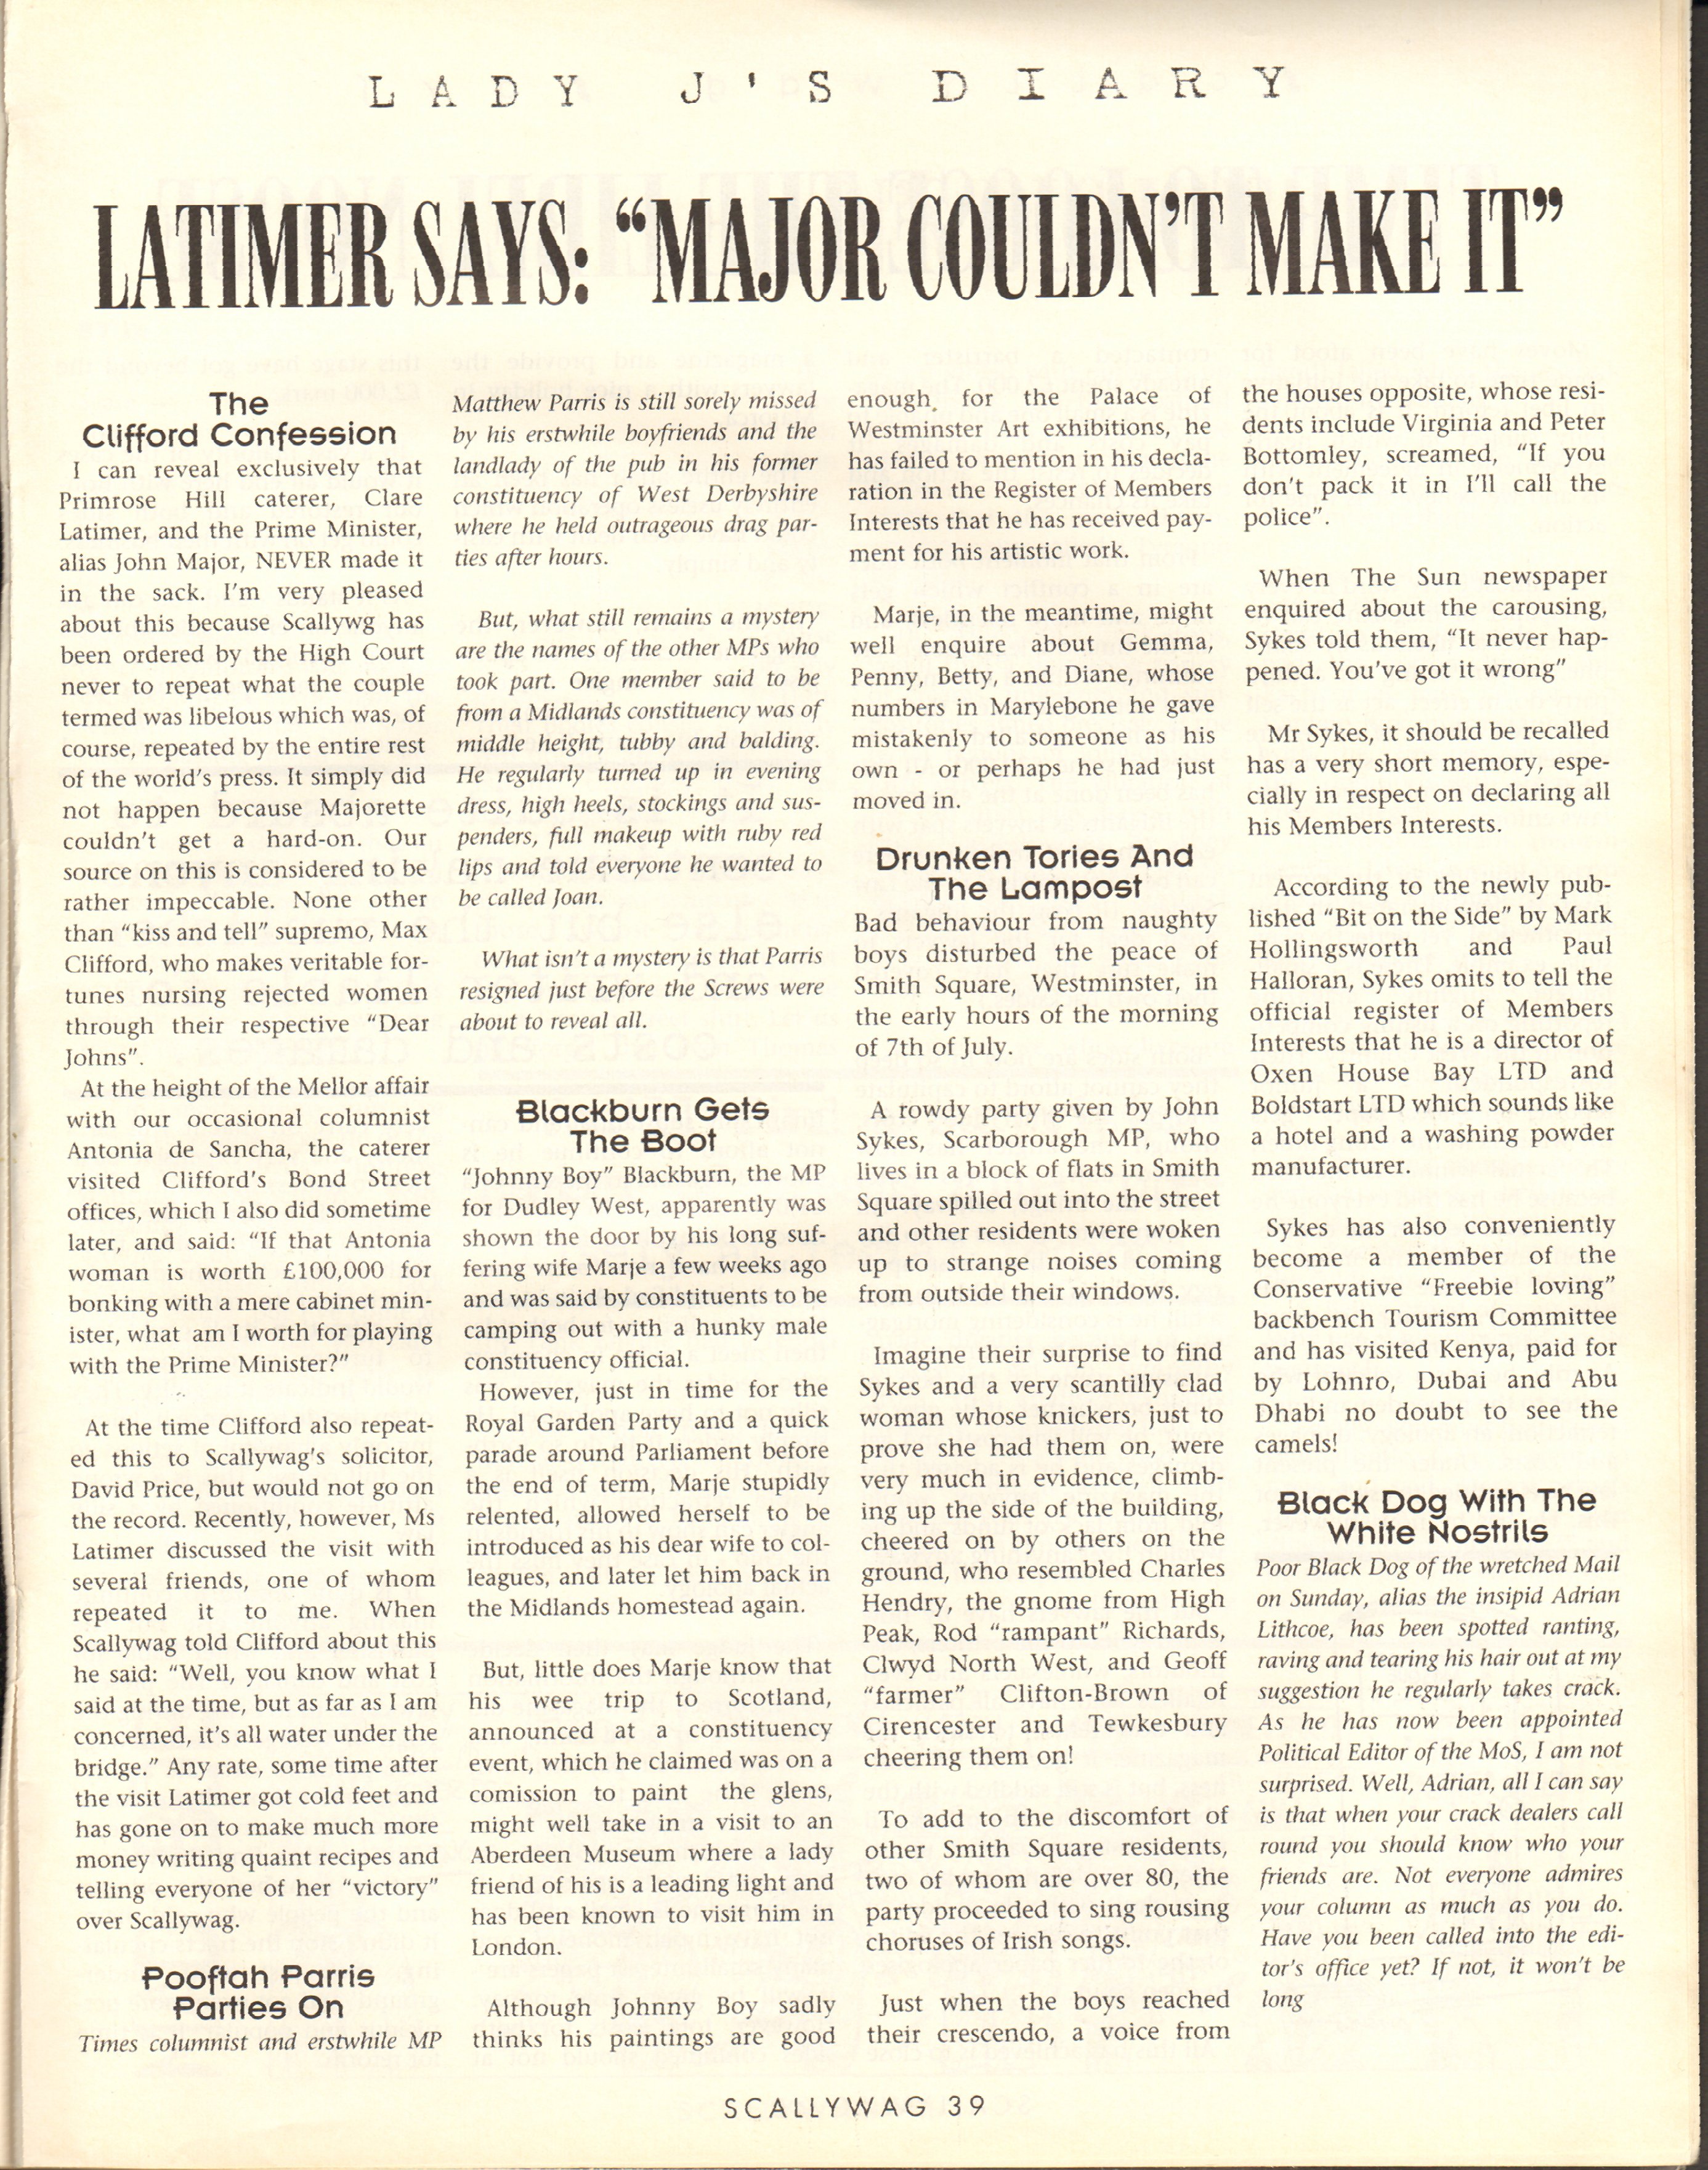 LADY J'S DIARY
LATIMER SAYS: “MAJOR COULDN’T MAKE IT”
The
Clifford Confession
I can reveal exclusively that
Primrose Hill caterer, Clare
Latimer, and the Prime Minister,
alias John Major, NEVER made it
in the sack. I’m very pleased
about this because Scallywg has
been ordered by the High Court
never to repeat what the couple
termed was libelous which was, of
course, repeated by the entire rest
of the world’s press. It simply did
not happen because Majorette
couldn’t get a hard-on. Our
source on this is considered to be
rather impeccable. None other
than “kiss and tell” supremo, Max
Clifford, who makes veritable for-
tunes nursing rejected women
through their respective “Dear
Johns”.
At the height of the Mellor affair
with our occasional columnist
Antonia de Sancha, the caterer
visited Clifford’s Bond Street
offices, which I also did sometime
later, and said: “If that Antonia
woman is worth £100,000 for
bonking with a mere cabinet min-
ister, what am I worth for playing
with the Prime Minister?”
At the time Clifford also repeat-
ed this to Scallywag’s solicitor,
David Price, but would not go on
the record. Recently, however, Ms
Latimer discussed the visit with
several friends, one of whom
repeated it to me. When
Scallywag told Clifford about this
he said: “Well, you know what I
said at the time, but as far as I am
concerned, it’s all water under the
bridge.” Any rate, some time after
the visit Latimer got cold feet and
has gone on to make much more
money writing quaint recipes and
telling everyone of her “victory”
over Scallywag.
Pooftah Parris
Parties On
Times columnist and erstwhile MP
Matthew Parris is still sorely missed
by his erstwhile boyfriends and the
landlady of the pub in his former
constituency of West Derbyshire
where he held outrageous drag par-
ties after hours.
But, what still remains a mystery
are the names of the other MPs who
took part. One member said to be
from a Midlands constituency was of
middle height, tubby and balding.
He regularly turned up in evening
dress, high heels, stockings and sus-
penders, full makeup with ruby red
lips and told everyone he wanted to
be called Joan.
What isn’t a mystery is that Parris
resigned just before the Screws were
about to reveal all.
Blackburn Gets
The Boot
“Johnny Boy” Blackburn, the MP
for Dudley West, apparently was
shown the door by his long suf-
fering wife Marje a few weeks ago
and was said by constituents to be
camping out with a hunky male
constituency official.
However, just in time for the
Royal Garden Party and a quick
parade around Parliament before
the end of term, Marje stupidly
relented, allowed herself to be
introduced as his dear wife to col-
leagues, and later let him back in
the Midlands homestead again.
But, little does Marje know that
his wee trip to Scotland,
announced at a constituency
event, which he claimed was on a
comission to paint the glens,
might well take in a visit to an
Aberdeen Museum where a lady
friend of his is a leading light and
has been known to visit him in
London.
Although Johnny Boy sadly
thinks his paintings are good
enough for the Palace of
Westminster Art exhibitions, he
has failed to mention in his decla-
ration in the Register of Members
Interests that he has received pay-
ment for his artistic work.
Marje, in the meantime, might
well enquire about Gemma,
Penny, Betty, and Diane, whose
numbers in Marylebone he gave
mistakenly to someone as his
own - or perhaps he had just
moved in.
Drunken Tories And
The Lampost
Bad behaviour from naughty
boys disturbed the peace of
Smith Square, Westminster, in
the early hours of the morning
of 7th of July.
A rowdy party given by John
Sykes, Scarborough MP, who
lives in a block of flats in Smith
Square spilled out into the street
and other residents were woken
up to strange noises coming
from outside their windows.
Imagine their surprise to find
Sykes and a very scantilly clad
woman whose knickers, just to
prove she had them on, were
very much in evidence, climb-
ing up the side of the building,
cheered on by others on the
ground, who resembled Charles
Hendry, the gnome from High
Peak, Rod “rampant” Richards,
Clwyd North West, and Geoff
“farmer” Clifton-Brown of
Cirencester and Tewkesbury
cheering them on!
To add to the discomfort of
other Smith Square residents,
two of whom are over 80, the
party proceeded to sing rousing
choruses of Irish songs.
Just when the boys reached
their crescendo, a voice from
the houses opposite, whose resi-
dents include Virginia and Peter
Bottomley, screamed, “If you
don’t pack it in I’ll call the
police”.
When The Sun newspaper
enquired about the carousing,
Sykes told them, “It never hap-
pened. You’ve got it wrong”
Mr Sykes, it should be recalled
has a very short memory, espe-
cially in respect on declaring all
his Members Interests.
According to the newly pub-
lished “Bit on the Side” by Mark
Hollingsworth and Paul
Halloran, Sykes omits to tell the
official register of Members
Interests that he is a director of
Oxen House Bay LTD and
Boldstart LTD which sounds like
a hotel and a washing powder
manufacturer.
Sykes has also conveniently
become a member of the
Conservative “Freebie loving”
backbench Tourism Committee
and has visited Kenya, paid for
by Lohnro, Dubai and Abu
Dhabi no doubt to see the
camels!
Black Dog With The
White Nostrils
Poor Black Dog of the wretched Mail
on Sunday, alias the insipid Adrian
Lithcoe, has been spotted ranting,
raving and tearing his hair out at my
suggestion he regularly takes crack.
As he has now been appointed
Political Editor of the MoS, I am not
surprised. Well, Adrian, all I can say
is that when your crack dealers call
round you should know who your
friends are. Not everyone admires
your column as much as you do.
Have you been called into the edi-
tor’s office yet? If not, it won’t be
long
SCALLYWAG 39